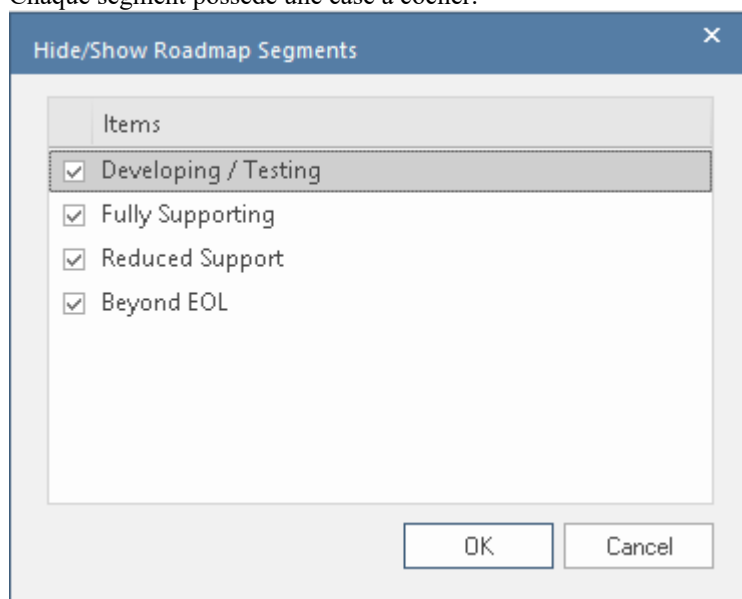 Chaque segment possède une case à cocher.
Hide/Show Roadmap Segments
Items
Developing / Testing
Fully Supporting
Reduced Support
Beyond EOL
OK Cancel